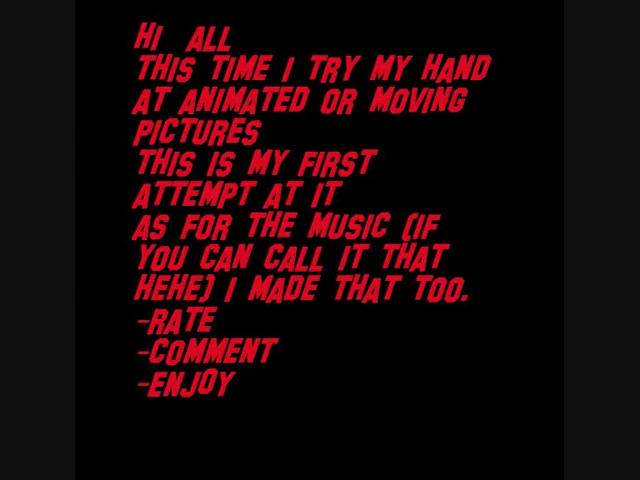 HI ALL
THIS TIME I TRY MY HAND
AT ANIMATED OR MOVING
PICTURES
THIS IS MY FIRST
ATTEMPT AT IT
AS FOR THE MUSIC (IF
YOU CAN CALL IT THAT
HEHE) I MADE THAT TOO.
-RATE
-COMMENT
-ENJOY